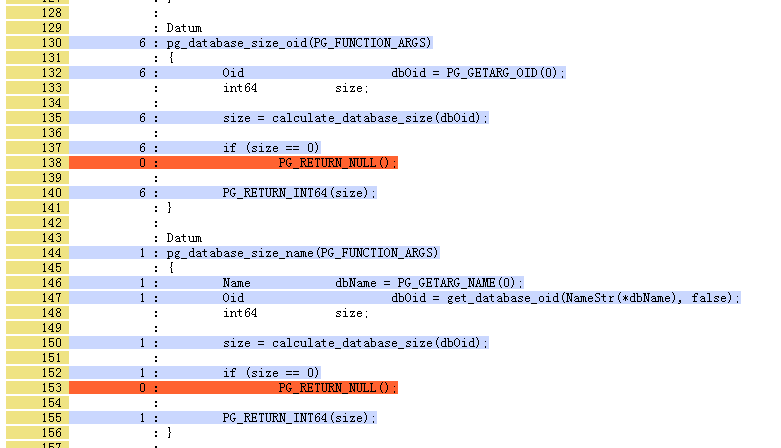 128 :
129 : Datum
130 6 : pg_database_size_oid(PG_FUNCTION_ARGS)
131 : {
132 6 : Oid dbOid = PG_GETARG_OID(0);
133 : int64 size;
134 :
135 6 : size = calculate_database_size(dbOid);
136 :
137 6 : if (size == 0)
138 0 : PG_RETURN_NULL();
139 :
140 6 : PG_RETURN_INT64(size);
141 : }
142 :
143 : Datum
144 1 : pg_database_size_name(PG_FUNCTION_ARGS)
145 : {
146 1 : Name dbName = PG_GETARG_NAME(0);
147 1 : Oid dbOid = get_database_oid(NameStr(*dbName), false);
148 : int64 size;
149 :
150 1 : size = calculate_database_size(dbOid);
151 :
152 1 : if (size == 0)
153 0 : PG_RETURN_NULL();
154 :
155 1 : PG_RETURN_INT64(size);
156 : }